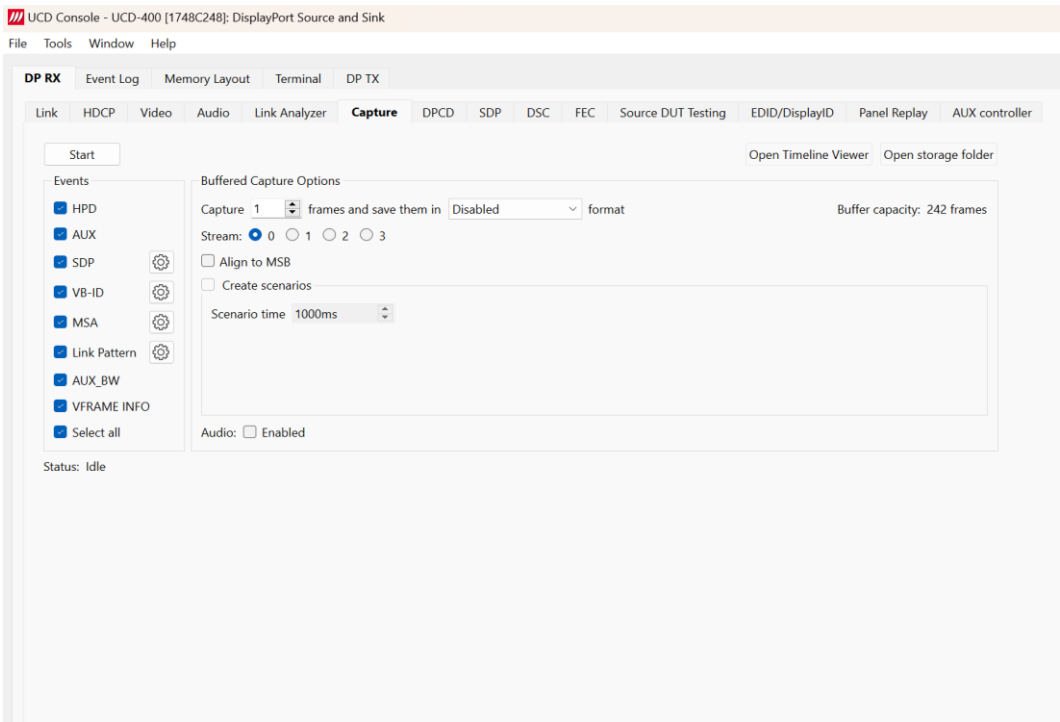 UCD Console - UCD-400 [1748C248]: DisplayPort Source and Sink
File Tools Window Help
DP RX Event Log Memory Layout Terminal DP TX
Link HDCP Video Audio Link Analyzer Capture DPCD SDP DSC FEC Source DUT Testing EDID/DisplayID Panel Replay AUX controller
Start Open Timeline Viewer Open storage folder
Events
HPD
AUX
SDP
VB-ID
MSA
Link Pattern
AUX_BW
VFRAME INFO
Select all
Buffered Capture Options
Capture 1 frames and save them in Disabled format Buffer capacity: 242 frames
Stream: 0 1 2 3
Align to MSB
Create scenarios
Scenario time 1000ms
Audio: Enabled
Status: Idle